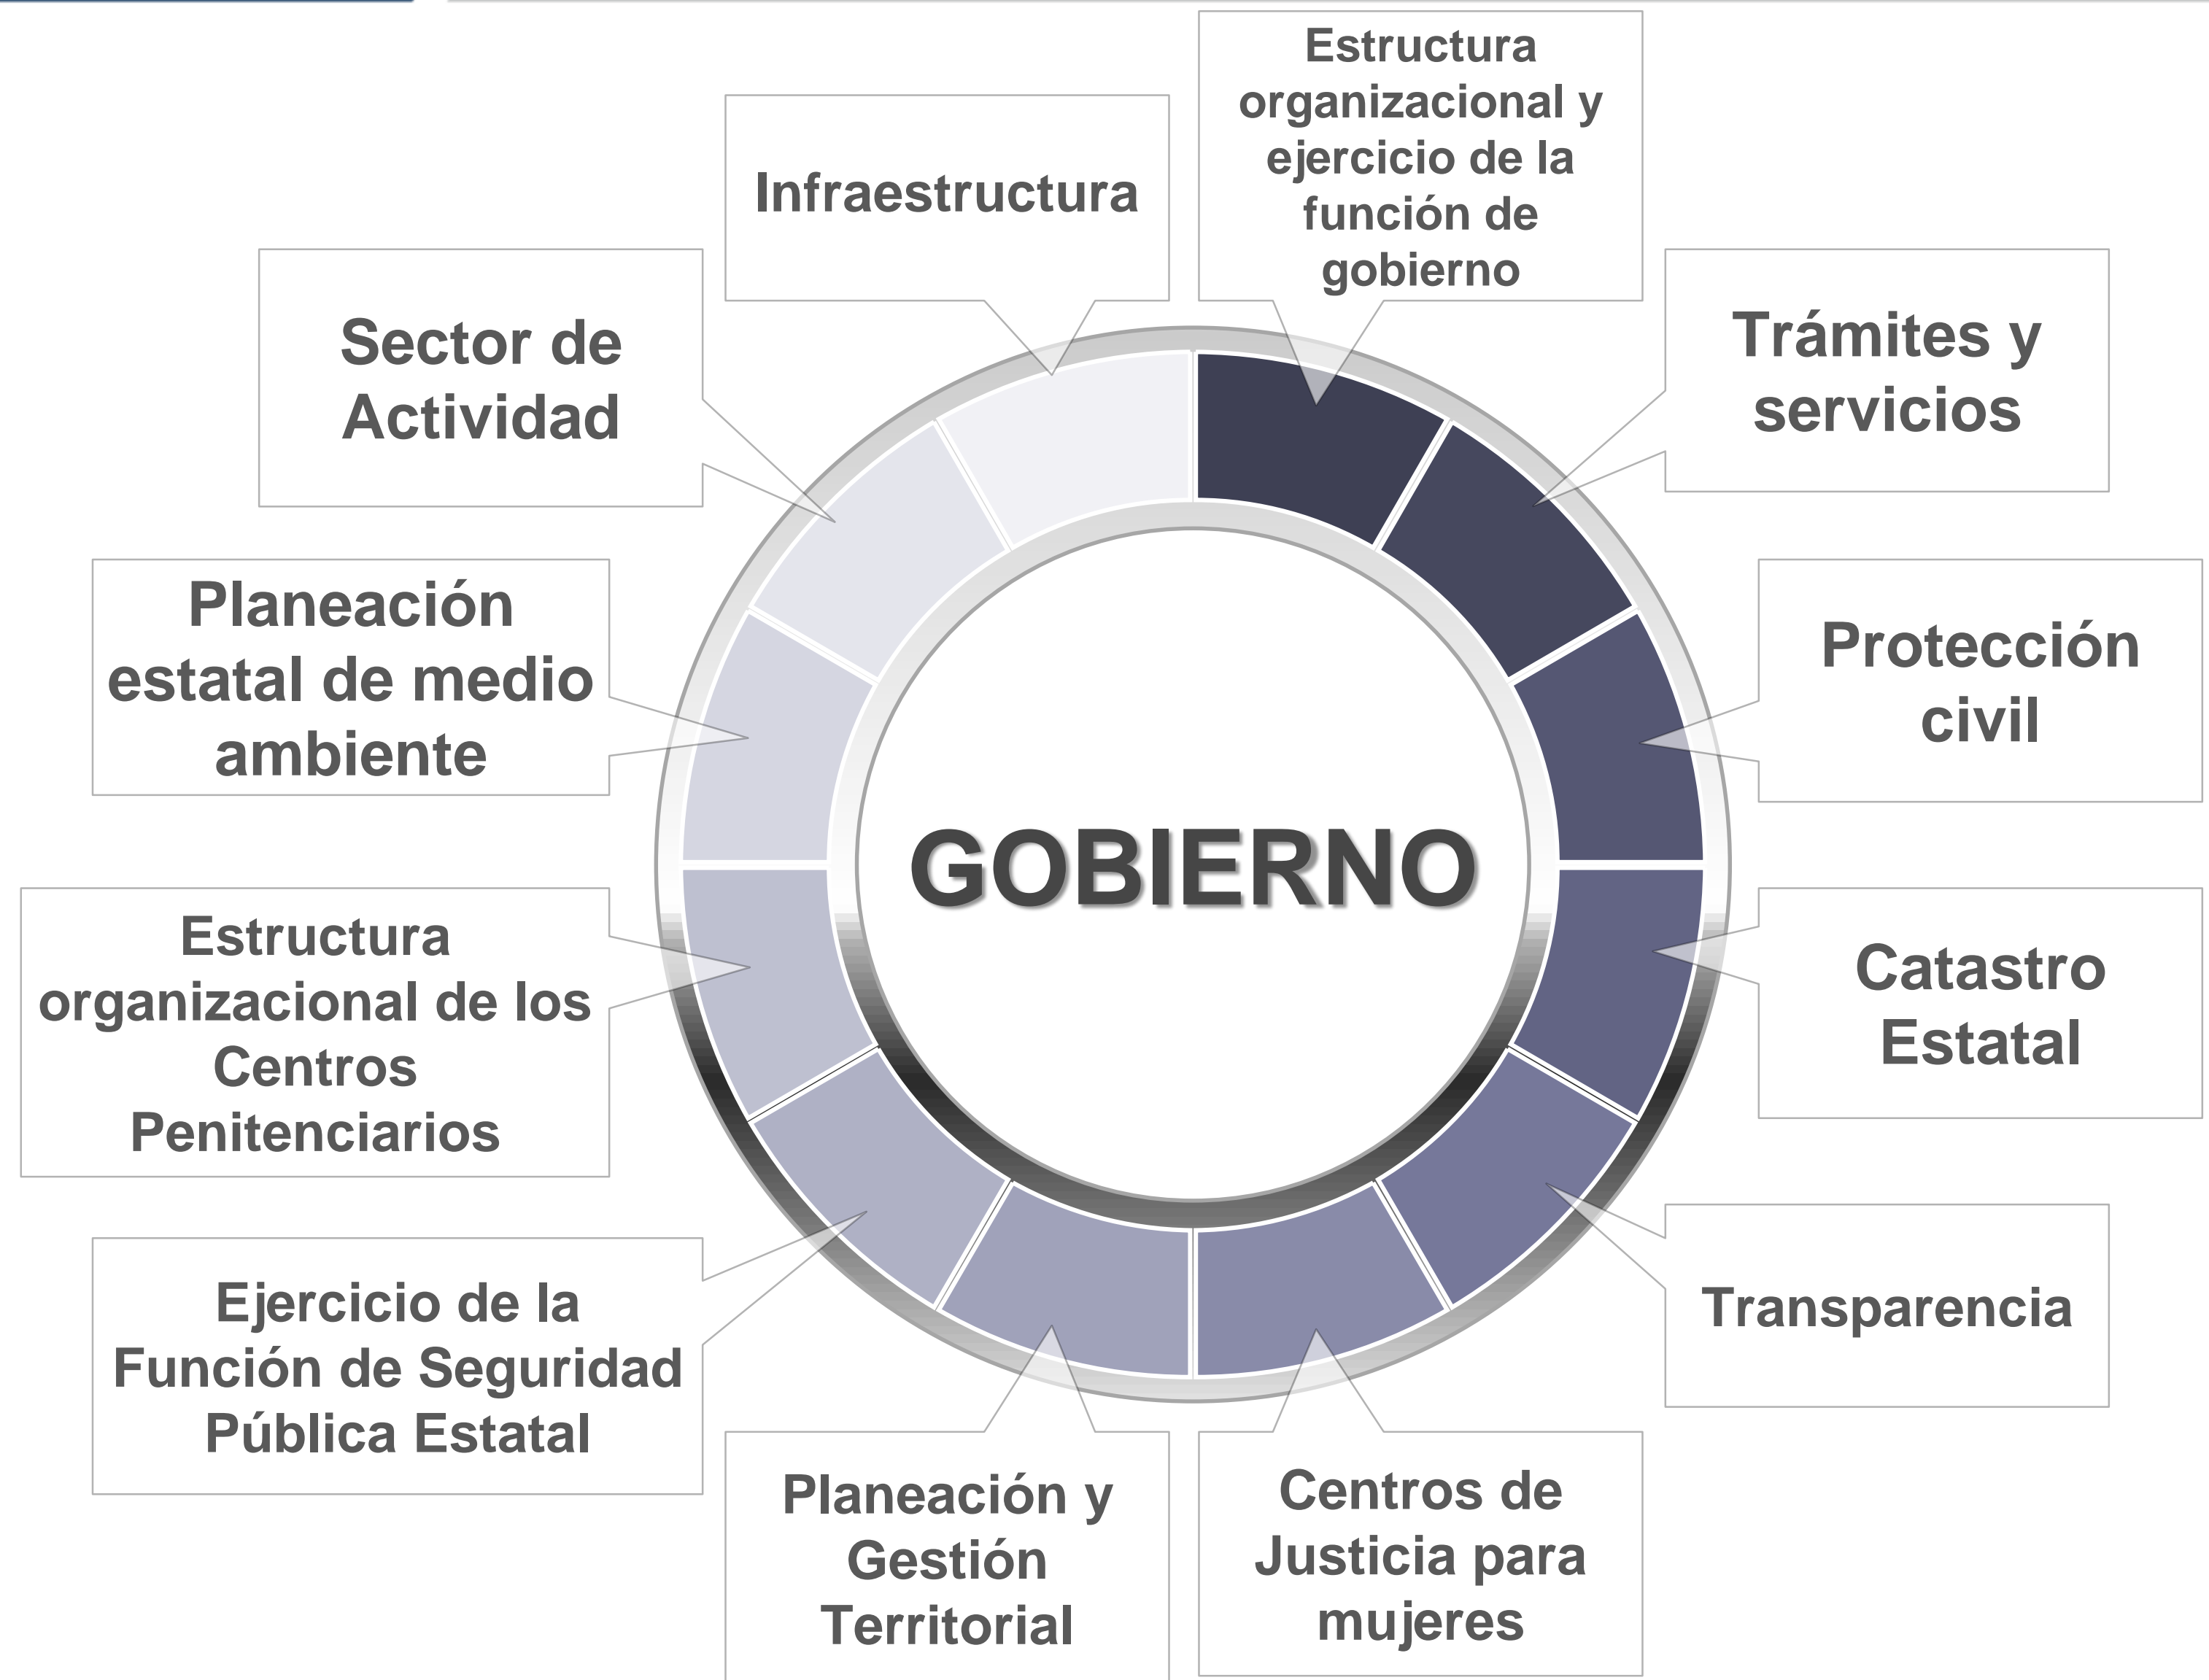 Estructura
organizacional y
ejercicio de la
función de
gobierno
Trámites y
servicios
Protección
civil
Catastro
Estatal
Transparencia
Centros de
Justicia para
mujeres
Planeación y
Gestión
Territorial
Ejercicio de la
Función de Seguridad
Pública Estatal
Estructura
organizacional de los
Centros
Penitenciarios
Planeación
estatal de medio
ambiente
Sector de
Actividad
Infraestructura
GOBIERNO